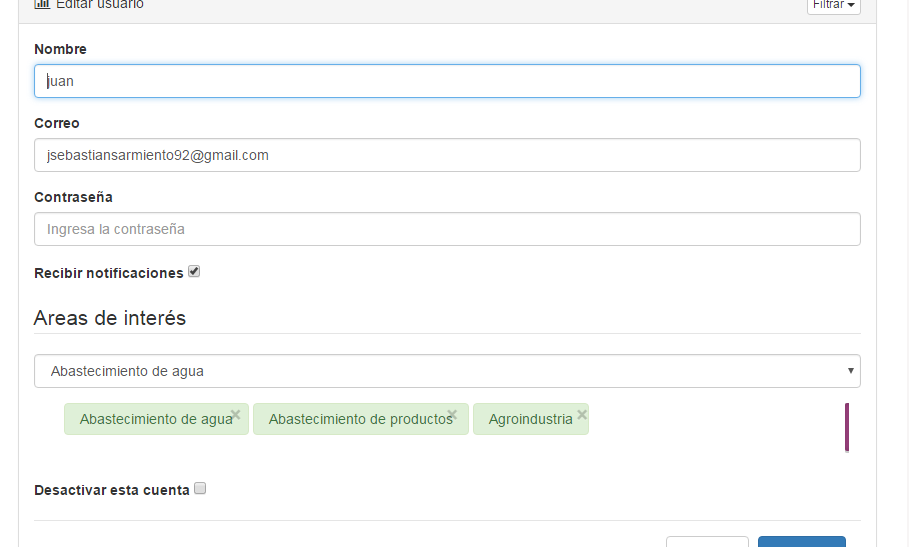 Editar usuario
Filtrar
Nombre
juan
Correo
jsebastiansarmiento92@gmail.com
Contraseña
Ingresa la contraseña
Recibir notificaciones
Areas de interés
Abastecimiento de agua
Abastecimiento de agua Abastecimiento de productos Agroindustria
Desactivar esta cuenta